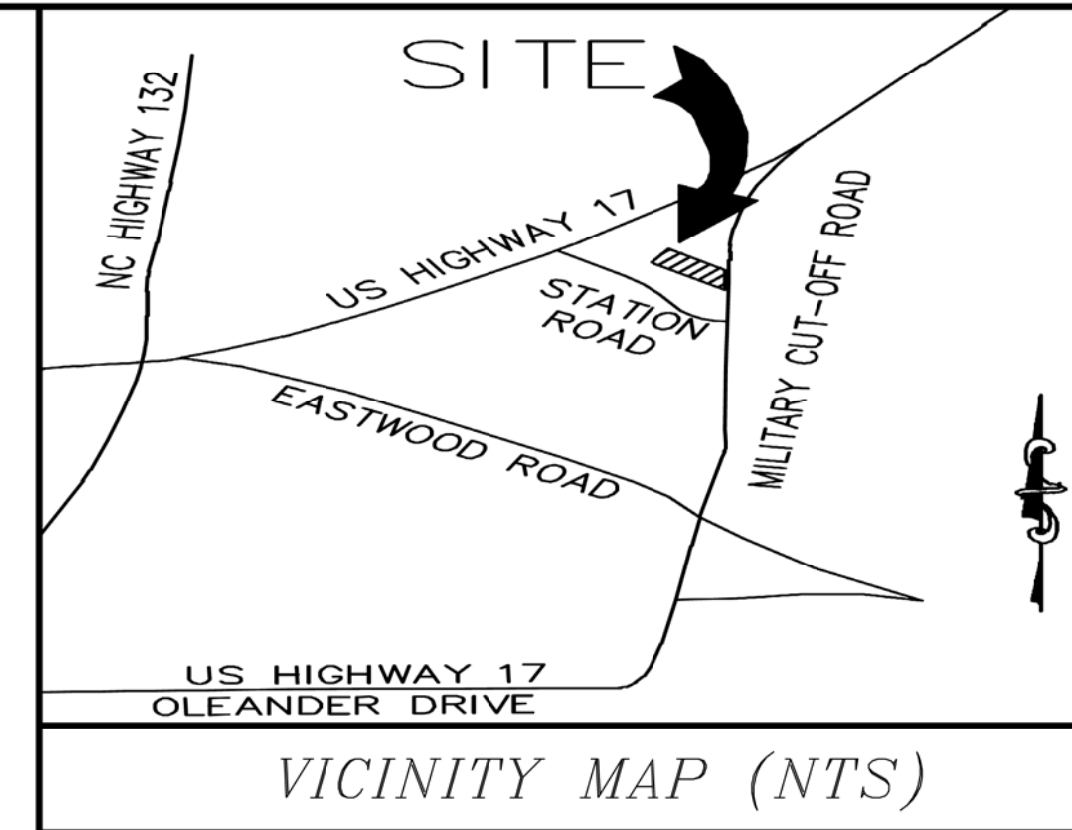 SITE
NC HIGHWAY 132
US HIGHWAY 17
MILITARY CUT-OFF ROAD
STATION
ROAD
EASTWOOD ROAD
US HIGHWAY 17
OLEANDER DRIVE
VICINITY MAP (NTS)